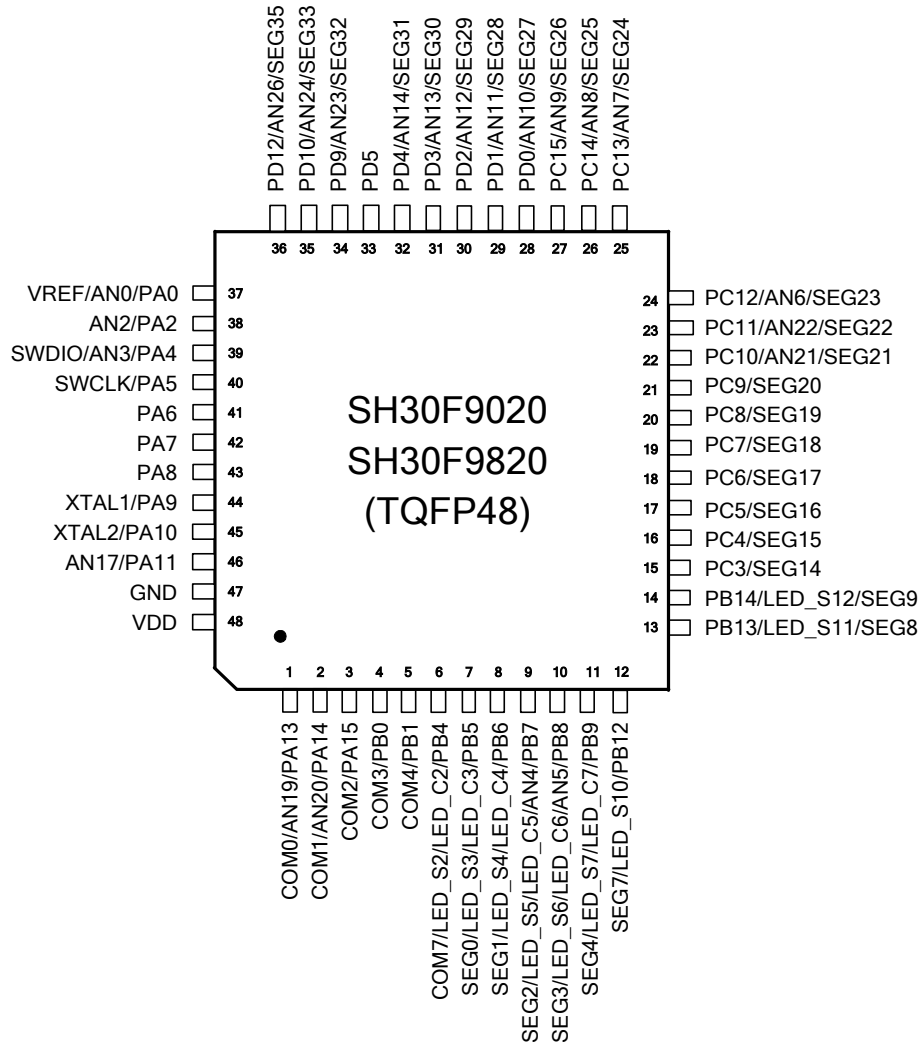 PD12/AN26/SEG35
PD10/AN24/SEG33
PD9/AN23/SEG32
PD5
PD4/AN14/SEG31
PD3/AN13/SEG30
PD2/AN12/SEG29
PD1/AN11/SEG28
PD0/AN10/SEG27
PC15/AN9/SEG26
PC14/AN8/SEG25
PC13/AN7/SEG24
36 35 34 33 32 31 30 29 28 27 26 25
VREF/AN0/PA0 37
AN2/PA2 38
SWDIO/AN3/PA4 39
SWCLK/PA5 40
PA6 41
PA7 42
PA8 43
XTAL1/PA9 44
XTAL2/PA10 45
AN17/PA11 46
GND 47
VDD 48
SH30F9020
SH30F9820
(TQFP48)
24 PC12/AN6/SEG23
23 PC11/AN22/SEG22
22 PC10/AN21/SEG21
21 PC9/SEG20
20 PC8/SEG19
19 PC7/SEG18
18 PC6/SEG17
17 PC5/SEG16
16 PC4/SEG15
15 PC3/SEG14
14 PB14/LED_S12/SEG9
13 PB13/LED_S11/SEG8
1 2 3 4 5 6 7 8 9 10 11 12
COM0/AN19/PA13
COM1/AN20/PA14
COM2/PA15
COM3/PB0
COM4/PB1
COM7/LED_S2/LED_C2/PB4
SEG0/LED_S3/LED_C3/PB5
SEG1/LED_S4/LED_C4/PB6
SEG2/LED_S5/LED_C5/AN4/PB7
SEG3/LED_S6/LED_C6/AN5/PB8
SEG4/LED_S7/LED_C7/PB9
SEG7/LED_S10/PB12